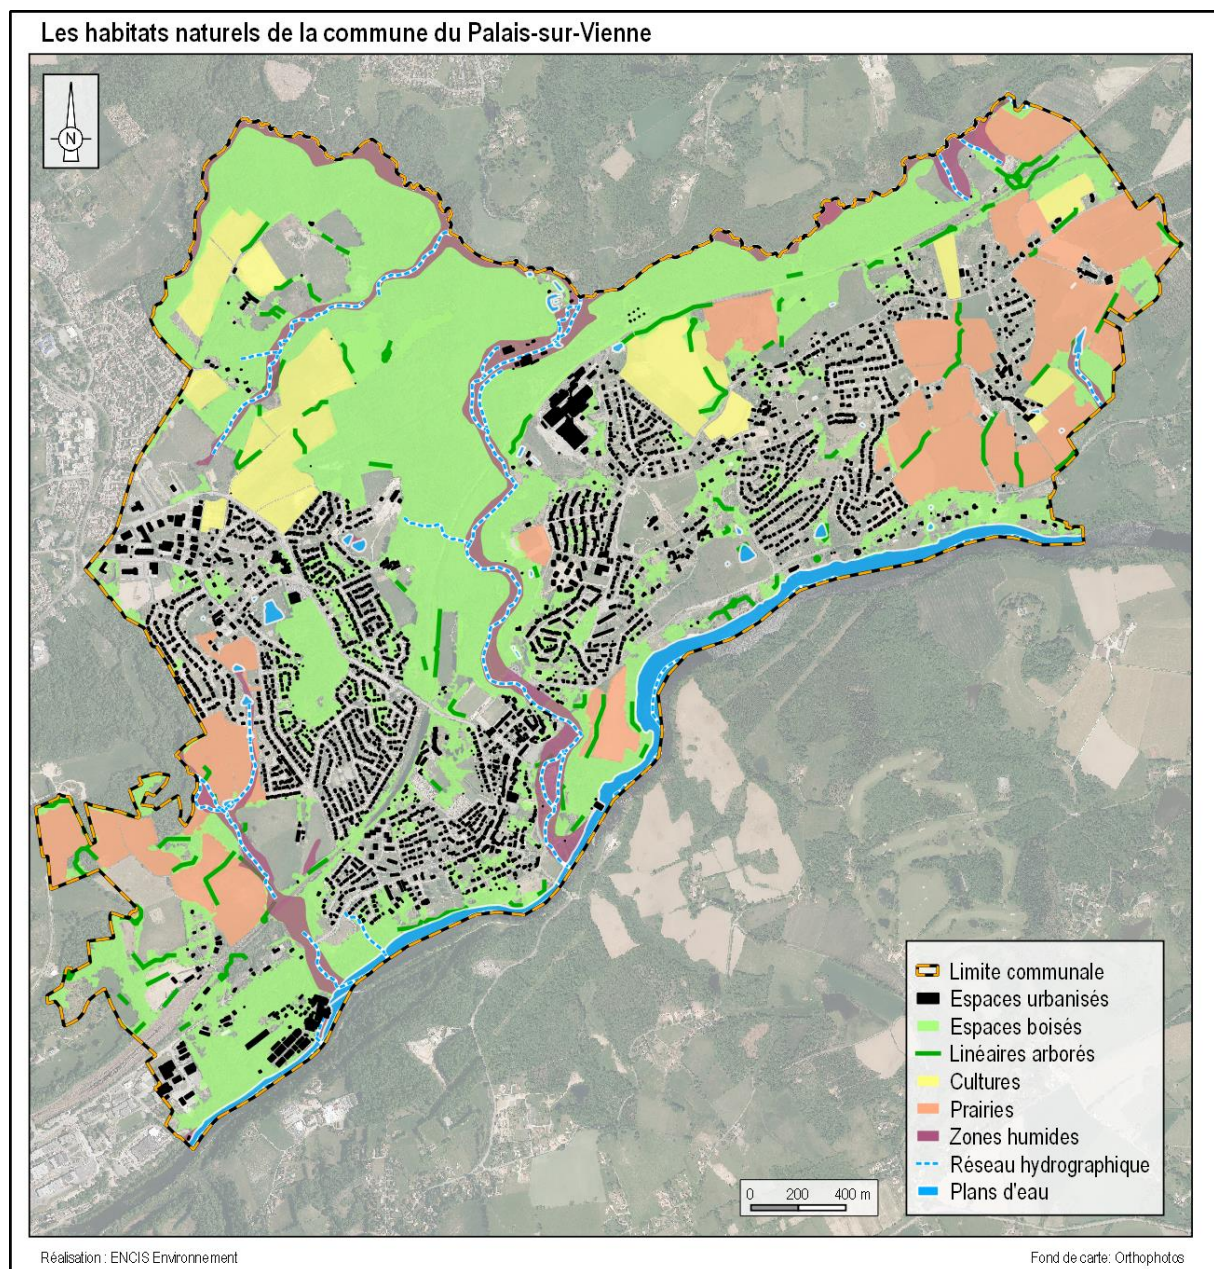 Les habitats naturels de la commune du Palais-sur-Vienne
N
Limite communale
Espaces urbanisés
Espaces boisés
Linéaires arborés
Cultures
Prairies
Zones humides
Réseau hydrographique
Plans d'eau
0 200 400 m
Réalisation : ENCIS Environnement
Fond de carte: Orthophotos